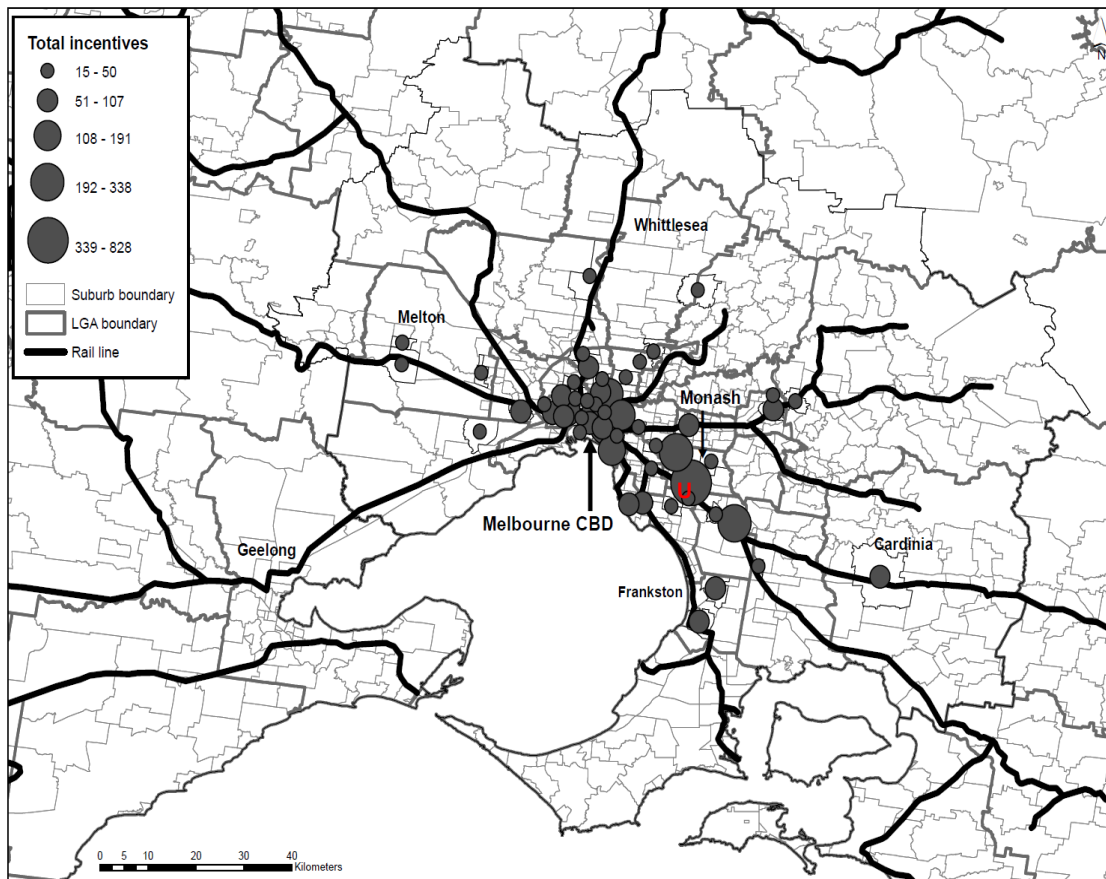 Total incentives
15 - 50
51 - 107
108 - 191
192 - 338
339 - 828
Suburb boundary
LGA boundary
Rail line
N
Whittlesea
Melton
Monash
U
Melbourne CBD
Geelong
Cardinia
Frankston
0 5 10 20 30 40
Kilometers